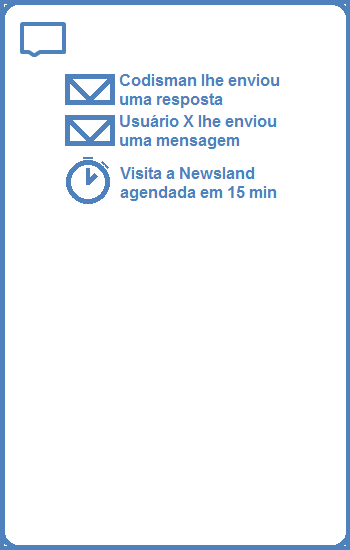 Codisman lhe enviou
uma resposta
Usuário X lhe enviou
uma mensagem
Visita a Newsland
agendada em 15 min